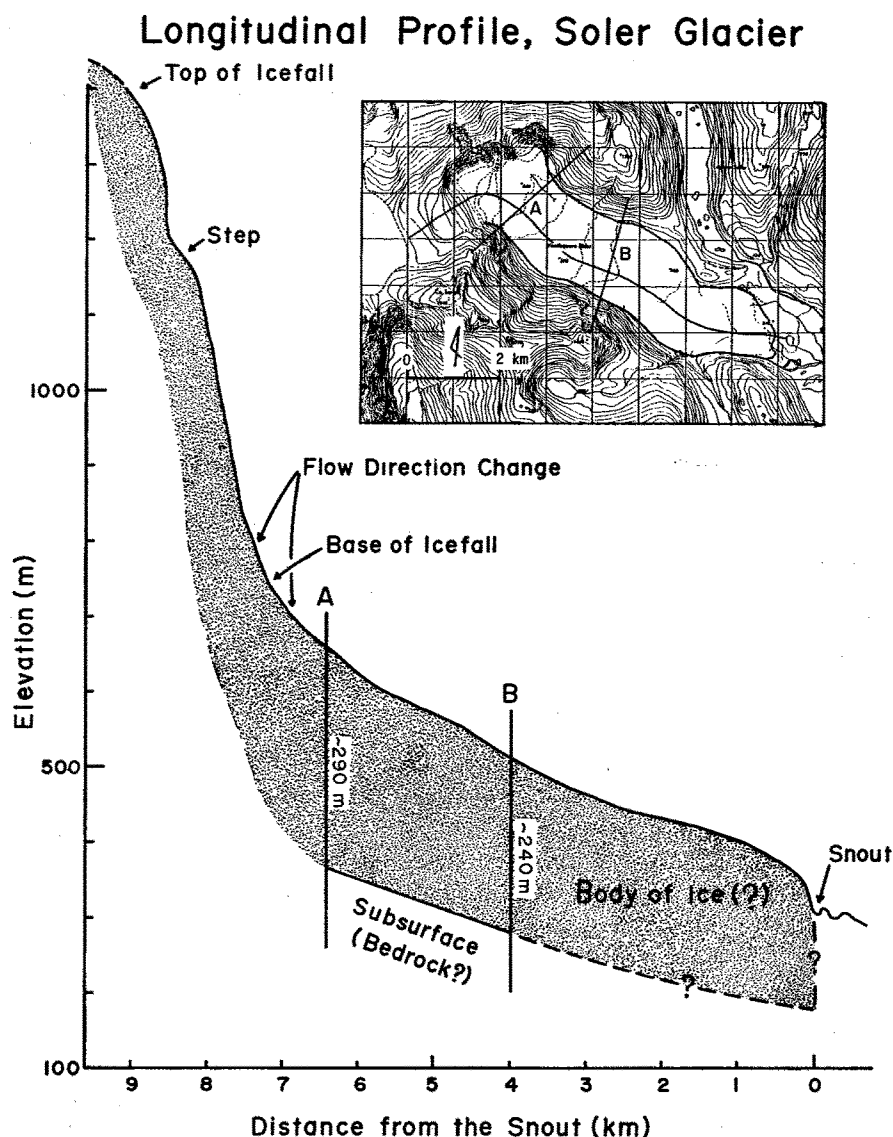 Longitudinal Profile, Soler Glacier
Top of Icefall
A
B
Step
0
2 km
1000
Flow Direction Change
Base of Icefall
A
B
Elevation (m)
~290 m
500
~240 m
Snout
Body of Ice (?)
Subsurface
(Bedrock?)
?
?
100
9 8 7 6 5 4 3 2 1 0
Distance from the Snout (km)